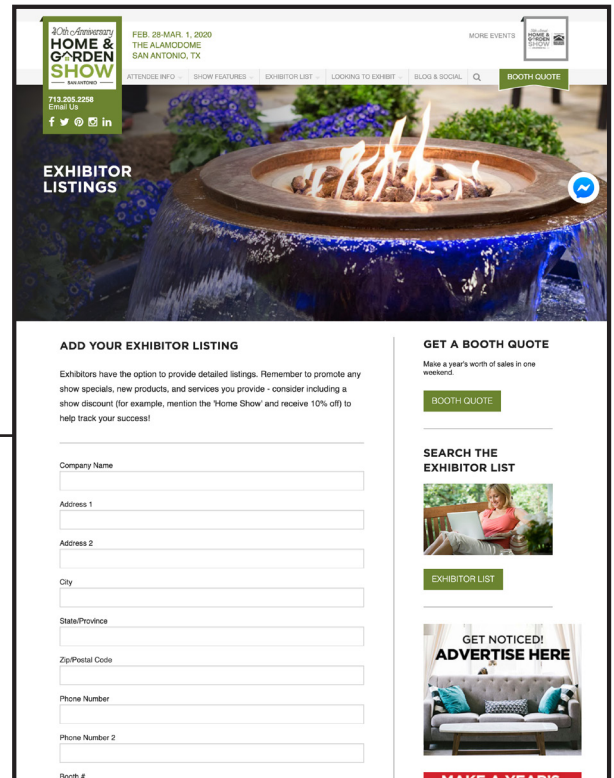 40th Anniversary
HOME &
GARDEN
SHOW
SAN ANTONIO
FEB. 28-MAR. 1, 2020
THE ALAMODOME
SAN ANTONIO, TX
MORE EVENTS
HOME &
GARDEN
SHOW
ATTENDEE INFO
SHOW FEATURES
EXHIBITOR LIST
LOOKING TO EXHIBIT
BLOG & SOCIAL
BOOTH QUOTE
713.205.2258
Email Us
EXHIBITOR
LISTINGS
ADD YOUR EXHIBITOR LISTING
Exhibitors have the option to provide detailed listings. Remember to promote any
show specials, new products, and services you provide - consider including a
show discount (for example, mention the 'Home Show' and receive 10% off) to
help track your success!
Company Name
Address 1
Address 2
City
State/Province
Zip/Postal Code
Phone Number
Phone Number 2
Booth #
GET A BOOTH QUOTE
Make a year's worth of sales in one
weekend.
BOOTH QUOTE
SEARCH THE
EXHIBITOR LIST
EXHIBITOR LIST
GET NOTICED!
ADVERTISE HERE
MAKE A YEAR'S